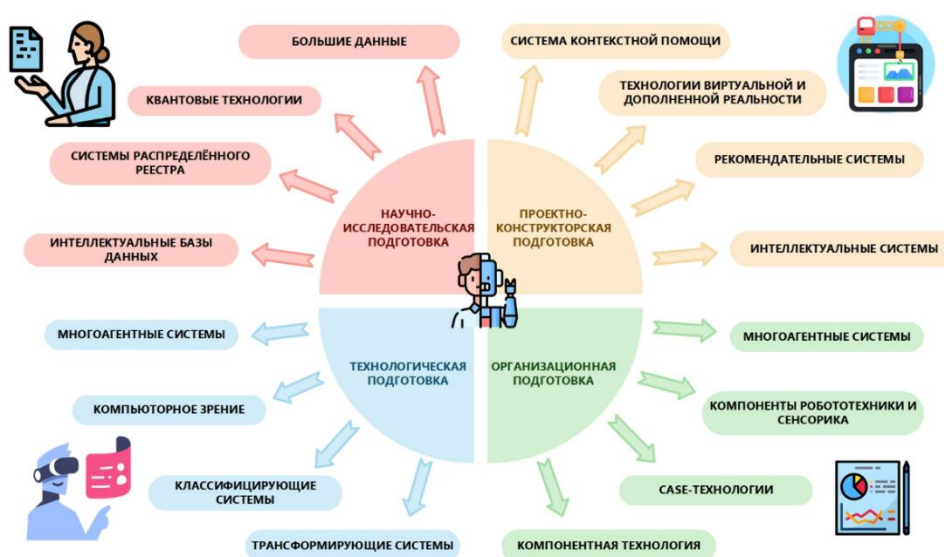 БОЛЬШИЕ ДАННЫЕ
КВАНТОВЫЕ ТЕХНОЛОГИИ
СИСТЕМЫ РАСПРЕДЕЛЁННОГО
РЕЕСТРА
ИНТЕЛЛЕКТУАЛЬНЫЕ БАЗЫ
ДАННЫХ
НАУЧНО-
ИССЛЕДОВАТЕЛЬСКАЯ
ПОДГОТОВКА
СИСТЕМА КОНТЕКСТНОЙ ПОМОЩИ
ТЕХНОЛОГИИ ВИРТУАЛЬНОЙ И
ДОПОЛНЕННОЙ РЕАЛЬНОСТИ
РЕКОМЕНДАТЕЛЬНЫЕ СИСТЕМЫ
ИНТЕЛЛЕКТУАЛЬНЫЕ СИСТЕМЫ
ПРОЕКТНО-
КОНСТРУКТОРСКАЯ
ПОДГОТОВКА
ТЕХНОЛОГИЧЕСКАЯ
ПОДГОТОВКА
МНОГОАГЕНТНЫЕ СИСТЕМЫ
КОМПЬЮТОРНОЕ ЗРЕНИЕ
КЛАССИФИЦИРУЮЩИЕ
СИСТЕМЫ
ТРАНСФОРМИРУЮЩИЕ СИСТЕМЫ
ОРГАНИЗАЦИОННАЯ
ПОДГОТОВКА
МНОГОАГЕНТНЫЕ СИСТЕМЫ
КОМПОНЕНТЫ РОБОТОТЕХНИКИ И
СЕНСОРИКА
CASE-ТЕХНОЛОГИИ
КОМПОНЕНТНАЯ ТЕХНОЛОГИЯ